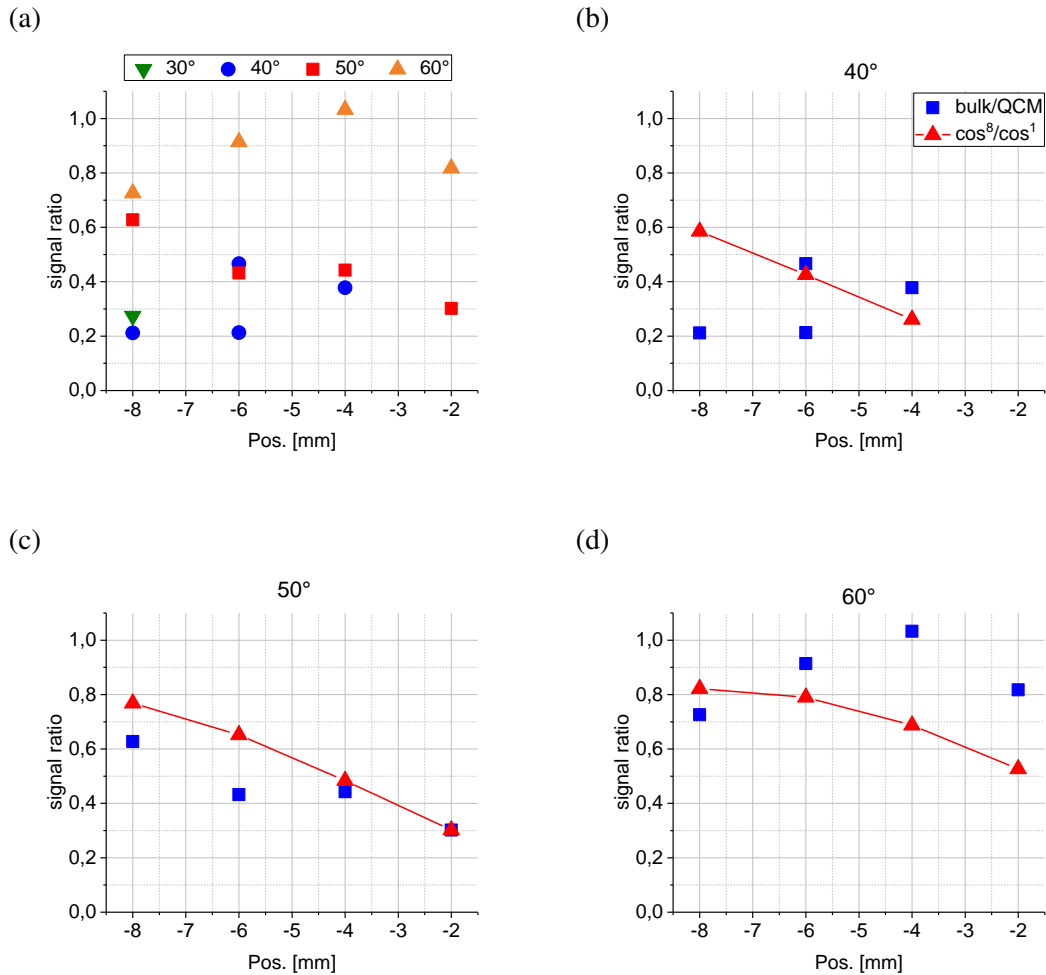 (a)
30° 40° 50° 60°
1,0
0,8
0,6
0,4
0,2
0,0
signal ratio
-8 -7 -6 -5 -4 -3 -2
Pos. [mm]
(b)
40°
bulk/QCM
cos⁸/cos¹
1,0
0,8
0,6
0,4
0,2
0,0
signal ratio
-8 -7 -6 -5 -4 -3 -2
Pos. [mm]
(c)
50°
1,0
0,8
0,6
0,4
0,2
0,0
signal ratio
-8 -7 -6 -5 -4 -3 -2
Pos. [mm]
(d)
60°
1,0
0,8
0,6
0,4
0,2
0,0
signal ratio
-8 -7 -6 -5 -4 -3 -2
Pos. [mm]